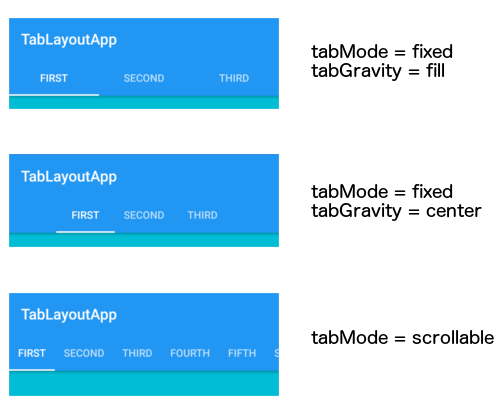 TabLayoutApp
FIRST SECOND THIRD
tabMode = fixed
tabGravity = fill
TabLayoutApp
FIRST SECOND THIRD
tabMode = fixed
tabGravity = center
TabLayoutApp
FIRST SECOND THIRD FOURTH FIFTH
tabMode = scrollable